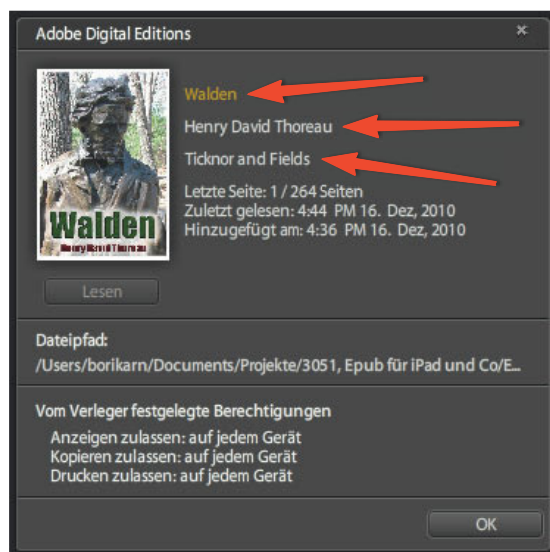 Adobe Digital Editions
Walden
Henry David Thoreau
Ticknor and Fields
Letzte Seite: 1 / 264 Seiten
Zuletzt gelesen: 4:44 PM 16. Dez, 2010
Hinzugefügt am: 4:36 PM 16. Dez, 2010
Walden
Henry David Thoreau
Lesen
Dateipfad:
/Users/borikarn/Documents/Projekte/3051, Epub für iPad und Co/E...
Vom Verleger festgelegte Berechtigungen
Anzeigen zulassen: auf jedem Gerät
Kopieren zulassen: auf jedem Gerät
Drucken zulassen: auf jedem Gerät
OK